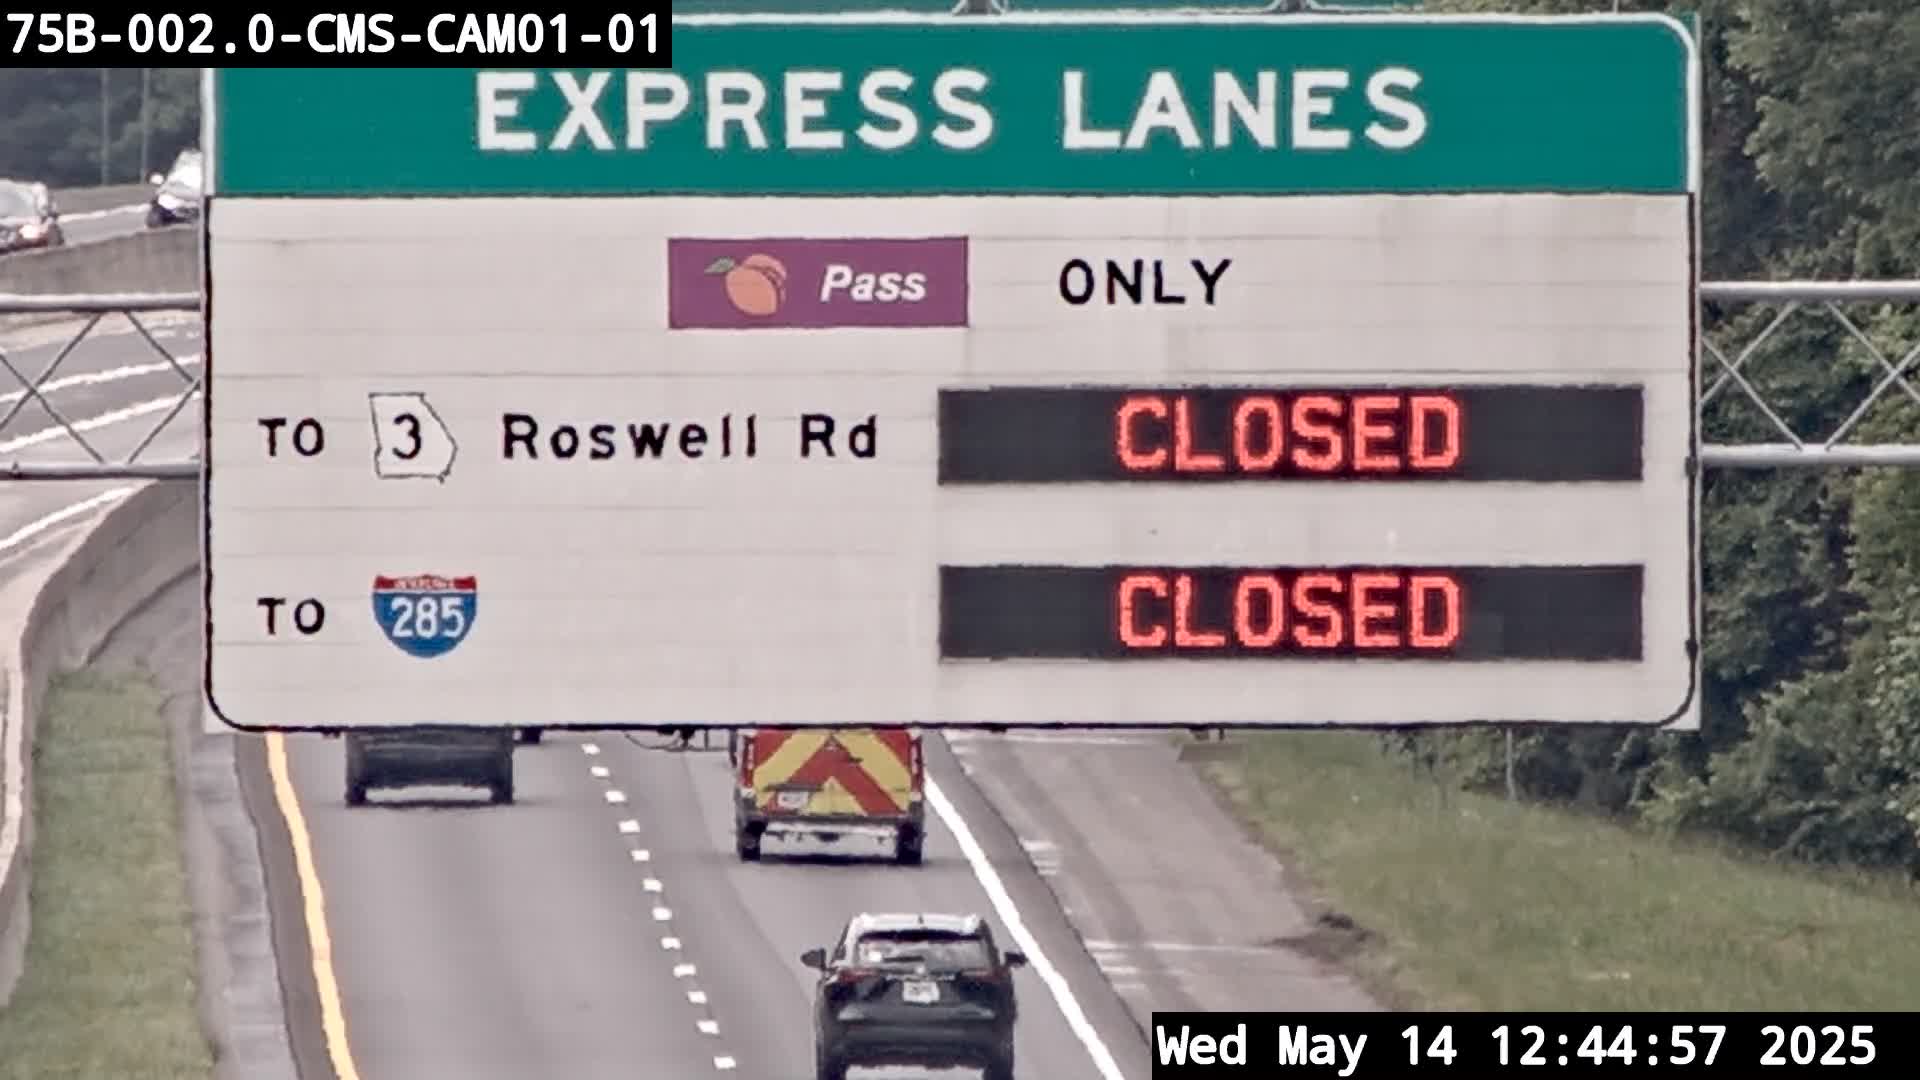 75B-002.0-CMS-CAM01-01
EXPRESS LANES
Pass ONLY
TO 3 Roswell Rd CLOSED
INTERSTATE
TO 285 CLOSED
Wed May 14 12:44:57 2025